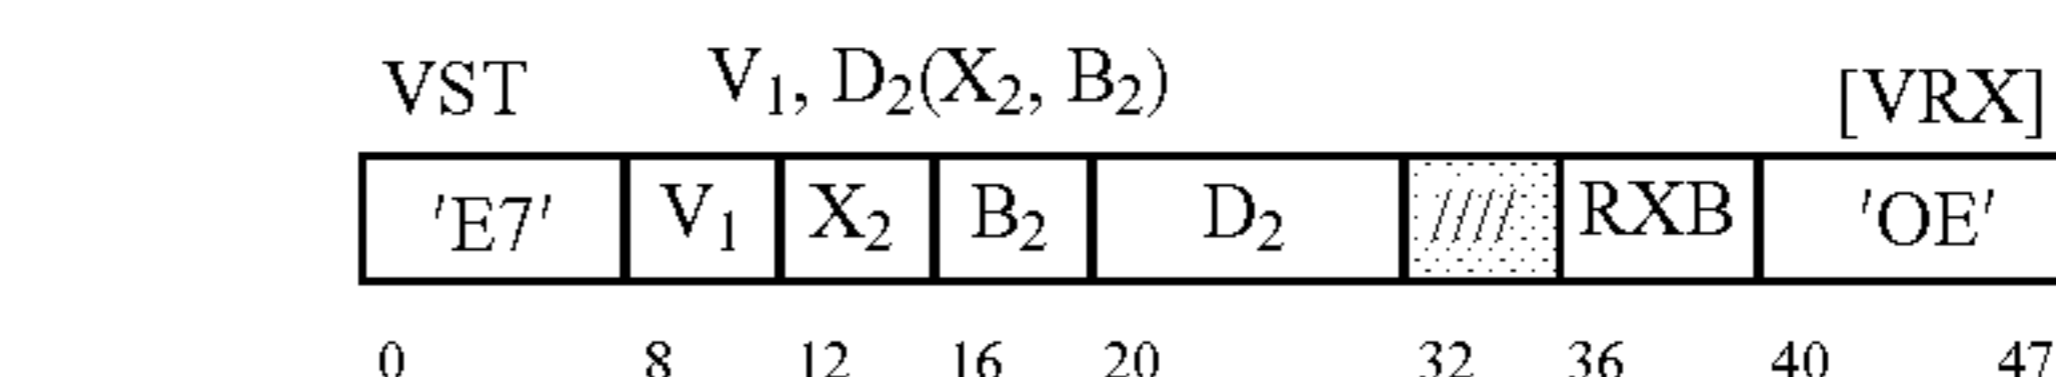 VST V₁, D₂(X₂, B₂) [VRX]
'E7' V₁ X₂ B₂ D₂ //// RXB 'OE'
0 8 12 16 20 32 36 40 47